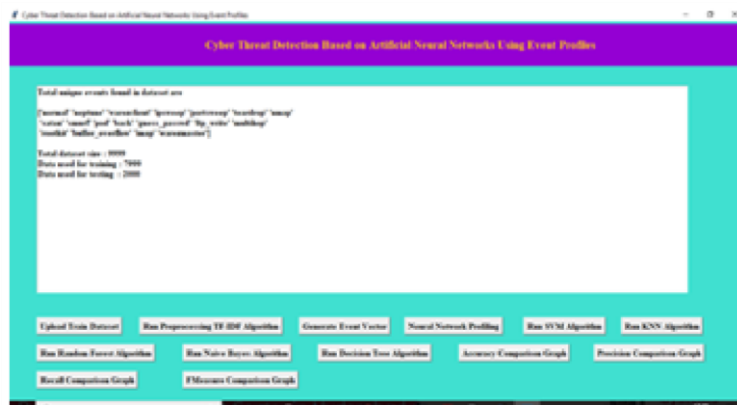 Cyber Threat Detection Based on Artificial Neural Networks Using Event Profiles
Cyber Threat Detection Based on Artificial Neural Networks Using Event Profiles
Total unique events found in dataset are
['normal' 'neptune' 'warezclient' 'ipsweep' 'portsweep' 'teardrop' 'nmap'
'satan' 'smurf' 'pod' 'back' 'guess_passwd' 'ftp_write' 'multihop'
'rootkit' 'buffer_overflow' 'imap' 'warezmaster']
Total dataset size : 9999
Data used for training : 7999
Data used for testing : 2000
Upload Train Dataset Run Preprocessing TF-IDF Algorithm Generate Event Vector Neural Network Profiling Run SVM Algorithm Run KNN Algorithm
Run Random Forest Algorithm Run Naive Bayes Algorithm Run Decision Tree Algorithm Accuracy Comparison Graph Precision Comparison Graph
Recall Comparison Graph FMeasure Comparison Graph